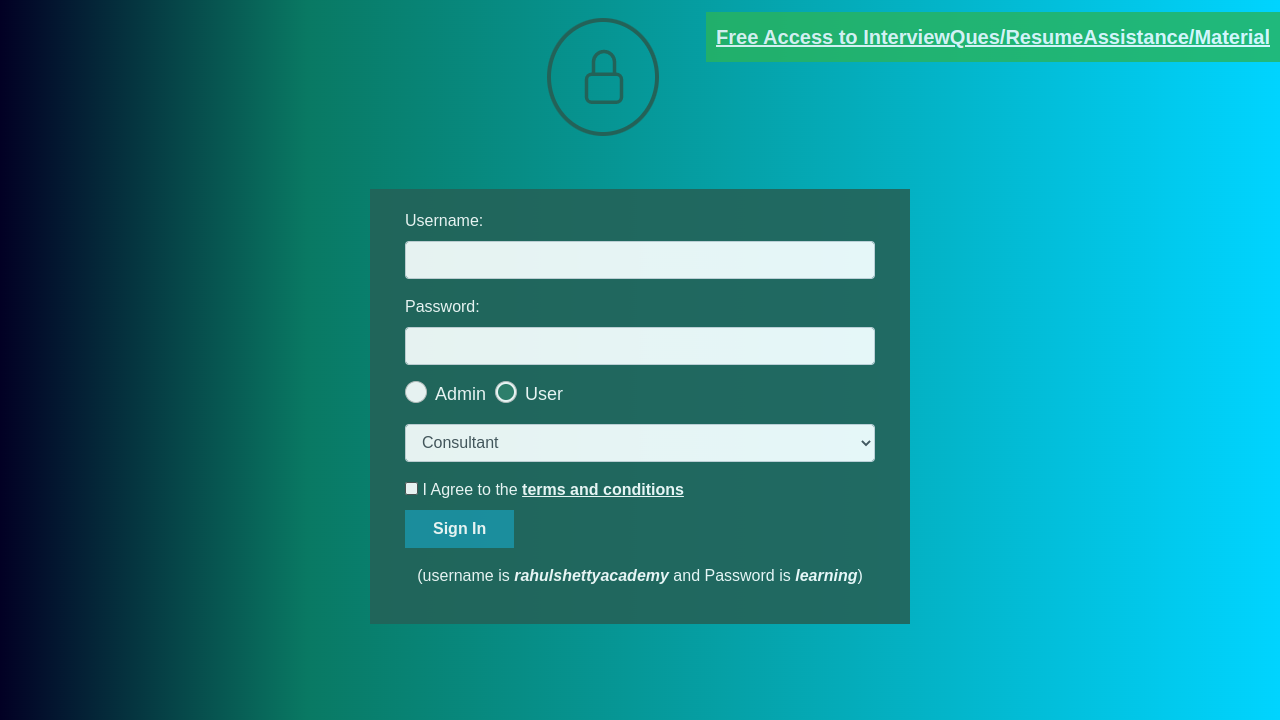 Free Access to InterviewQues/ResumeAssistance/Material
Username:
Password:
Admin User
Consultant
I Agree to the terms and conditions
Sign In
(username is rahulshettyacademy and Password is learning)